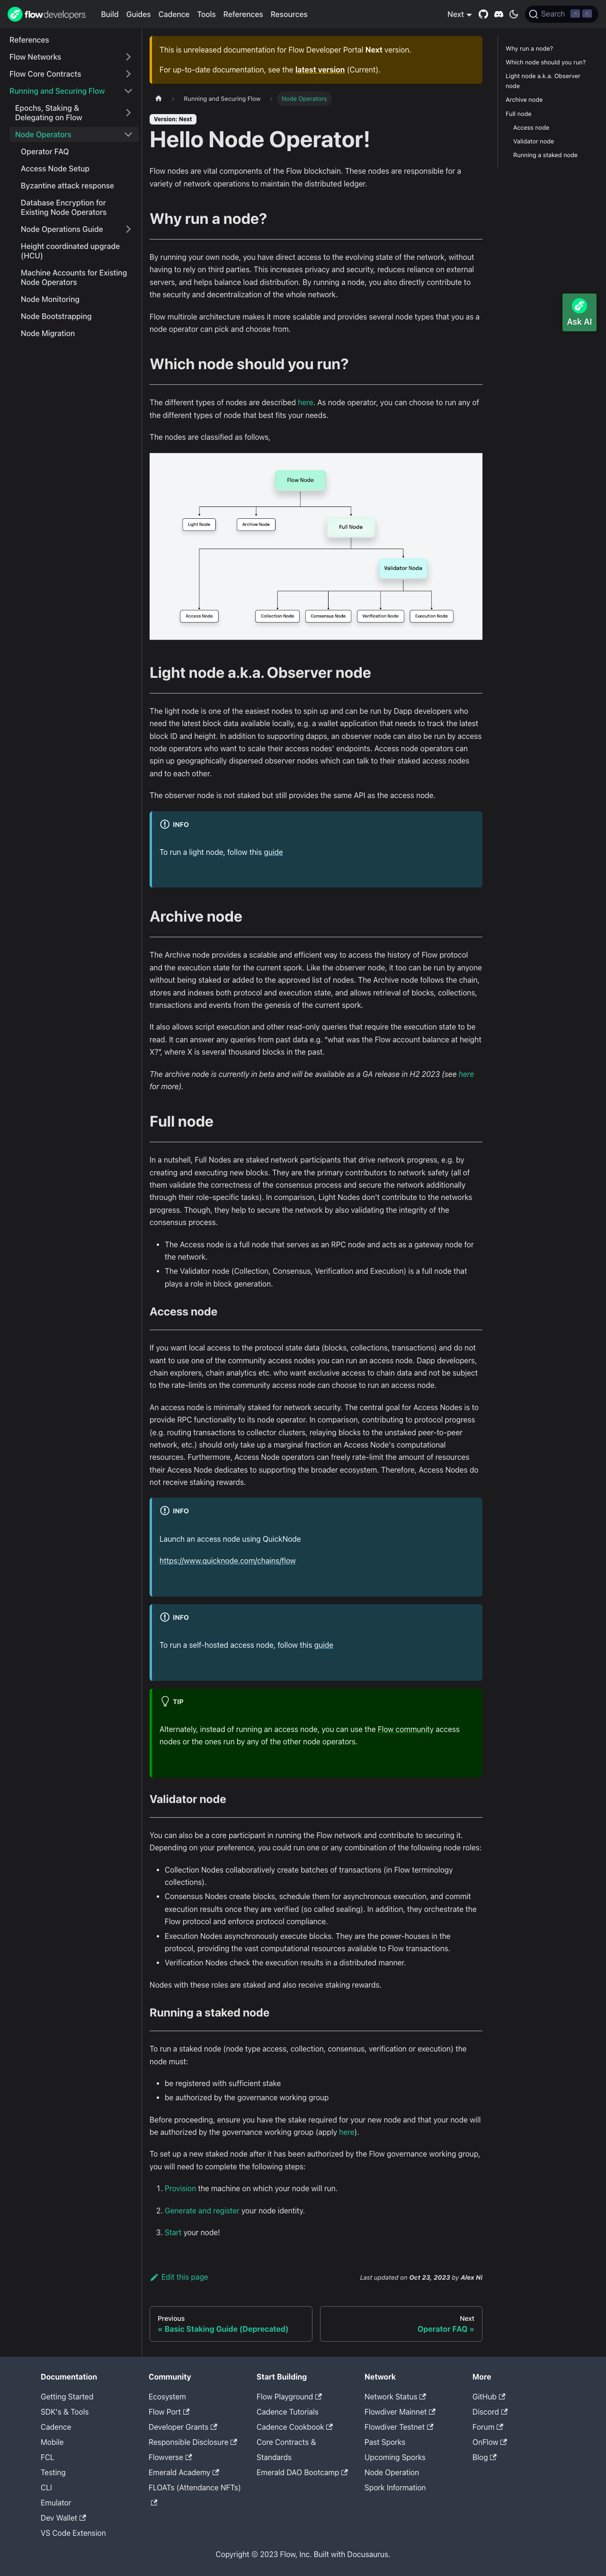 flow developers
Build
Guides
Cadence
Tools
References
Resources
Next
Search
References
Flow Networks
Flow Core Contracts
Running and Securing Flow
Epochs, Staking &
Delegating on Flow
Node Operators
Operator FAQ
Access Node Setup
Byzantine attack response
Database Encryption for
Existing Node Operators
Node Operations Guide
Height coordinated upgrade
(HCU)
Machine Accounts for Existing
Node Operators
Node Monitoring
Node Bootstrapping
Node Migration
This is unreleased documentation for Flow Developer Portal Next version.
For up-to-date documentation, see the latest version (Current).
Running and Securing Flow
Node Operators
Version: Next
Hello Node Operator!
Flow nodes are vital components of the Flow blockchain. These nodes are responsible for a
variety of network operations to maintain the distributed ledger.
Why run a node?
By running your own node, you have direct access to the evolving state of the network, without
having to rely on third parties. This increases privacy and security, reduces reliance on external
servers, and helps balance load distribution. By running a node, you also directly contribute to
the security and decentralization of the whole network.
Flow multirole architecture makes it more scalable and provides several node types that you as a
node operator can pick and choose from.
Which node should you run?
The different types of nodes are described here. As node operator, you can choose to run any of
the different types of node that best fits your needs.
The nodes are classified as follows,
Flow Node
Light Node
Archive Node
Full Node
Validator Node
Access Node
Collection Node
Consensus Node
Verification Node
Execution Node
Light node a.k.a. Observer node
The light node is one of the easiest nodes to spin up and can be run by Dapp developers who
need the latest block data available locally, e.g. a wallet application that needs to track the latest
block ID and height. In addition to supporting dapps, an observer node can also be run by access
node operators who want to scale their access nodes' endpoints. Access node operators can
spin up geographically dispersed observer nodes which can talk to their staked access nodes
and to each other.
The observer node is not staked but still provides the same API as the access node.
INFO
To run a light node, follow this guide
Archive node
The Archive node provides a scalable and efficient way to access the history of Flow protocol
and the execution state for the current spork. Like the observer node, it too can be run by anyone
without being staked or added to the approved list of nodes. The Archive node follows the chain,
stores and indexes both protocol and execution state, and allows retrieval of blocks, collections,
transactions and events from the genesis of the current spork.
It also allows script execution and other read-only queries that require the execution state to be
read. It can answer any queries from past data e.g. "what was the Flow account balance at height
X?", where X is several thousand blocks in the past.
The archive node is currently in beta and will be available as a GA release in H2 2023 (see here
for more).
Full node
In a nutshell, Full Nodes are staked network participants that drive network progress, e.g. by
creating and executing new blocks. They are the primary contributors to network safety (all of
them validate the correctness of the consensus process and secure the network additionally
through their role-specific tasks). In comparison, Light Nodes don't contribute to the networks
progress. Though, they help to secure the network by also validating the integrity of the
consensus process.
The Access node is a full node that serves as an RPC node and acts as a gateway node for
the network.
The Validator node (Collection, Consensus, Verification and Execution) is a full node that
plays a role in block generation.
Access node
If you want local access to the protocol state data (blocks, collections, transactions) and do not
want to use one of the community access nodes you can run an access node. Dapp developers,
chain explorers, chain analytics etc. who want exclusive access to chain data and not be subject
to the rate-limits on the community access node can choose to run an access node.
An access node is minimally staked for network security. The central goal for Access Nodes is to
provide RPC functionality to its node operator. In comparison, contributing to protocol progress
(e.g. routing transactions to collector clusters, relaying blocks to the unstaked peer-to-peer
network, etc.) should only take up a marginal fraction an Access Node's computational
resources. Furthermore, Access Node operators can freely rate-limit the amount of resources
their Access Node dedicates to supporting the broader ecosystem. Therefore, Access Nodes do
not receive staking rewards.
INFO
Launch an access node using QuickNode
https://www.quicknode.com/chains/flow
INFO
To run a self-hosted access node, follow this guide
TIP
Alternately, instead of running an access node, you can use the Flow community access
nodes or the ones run by any of the other node operators.
Validator node
You can also be a core participant in running the Flow network and contribute to securing it.
Depending on your preference, you could run one or any combination of the following node roles:
Collection Nodes collaboratively create batches of transactions (in Flow terminology
collections).
Consensus Nodes create blocks, schedule them for asynchronous execution, and commit
execution results once they are verified (so called sealing). In addition, they orchestrate the
Flow protocol and enforce protocol compliance.
Execution Nodes asynchronously execute blocks. They are the power-houses in the
protocol, providing the vast computational resources available to Flow transactions.
Verification Nodes check the execution results in a distributed manner.
Nodes with these roles are staked and also receive staking rewards.
Running a staked node
To run a staked node (node type access, collection, consensus, verification or execution) the
node must:
be registered with sufficient stake
be authorized by the governance working group
Before proceeding, ensure you have the stake required for your new node and that your node will
be authorized by the governance working group (apply here).
To set up a new staked node after it has been authorized by the Flow governance working group,
you will need to complete the following steps:
1. Provision the machine on which your node will run.
2. Generate and register your node identity.
3. Start your node!
Edit this page
Last updated on Oct 23, 2023 by Alex Ni
Previous
« Basic Staking Guide (Deprecated)
Next
Operator FAQ »
Why run a node?
Which node should you run?
Light node a.k.a. Observer
node
Archive node
Full node
Access node
Validator node
Running a staked node
Ask AI
Documentation
Getting Started
SDK's & Tools
Cadence
Mobile
FCL
Testing
CLI
Emulator
Dev Wallet
VS Code Extension
Community
Ecosystem
Flow Port
Developer Grants
Responsible Disclosure
Flowverse
Emerald Academy
FLOATs (Attendance NFTs)
Start Building
Flow Playground
Cadence Tutorials
Cadence Cookbook
Core Contracts &
Standards
Emerald DAO Bootcamp
Network
Network Status
Flowdiver Mainnet
Flowdiver Testnet
Past Sporks
Upcoming Sporks
Node Operation
Spork Information
More
GitHub
Discord
Forum
OnFlow
Blog
Copyright © 2023 Flow, Inc. Built with Docusaurus.